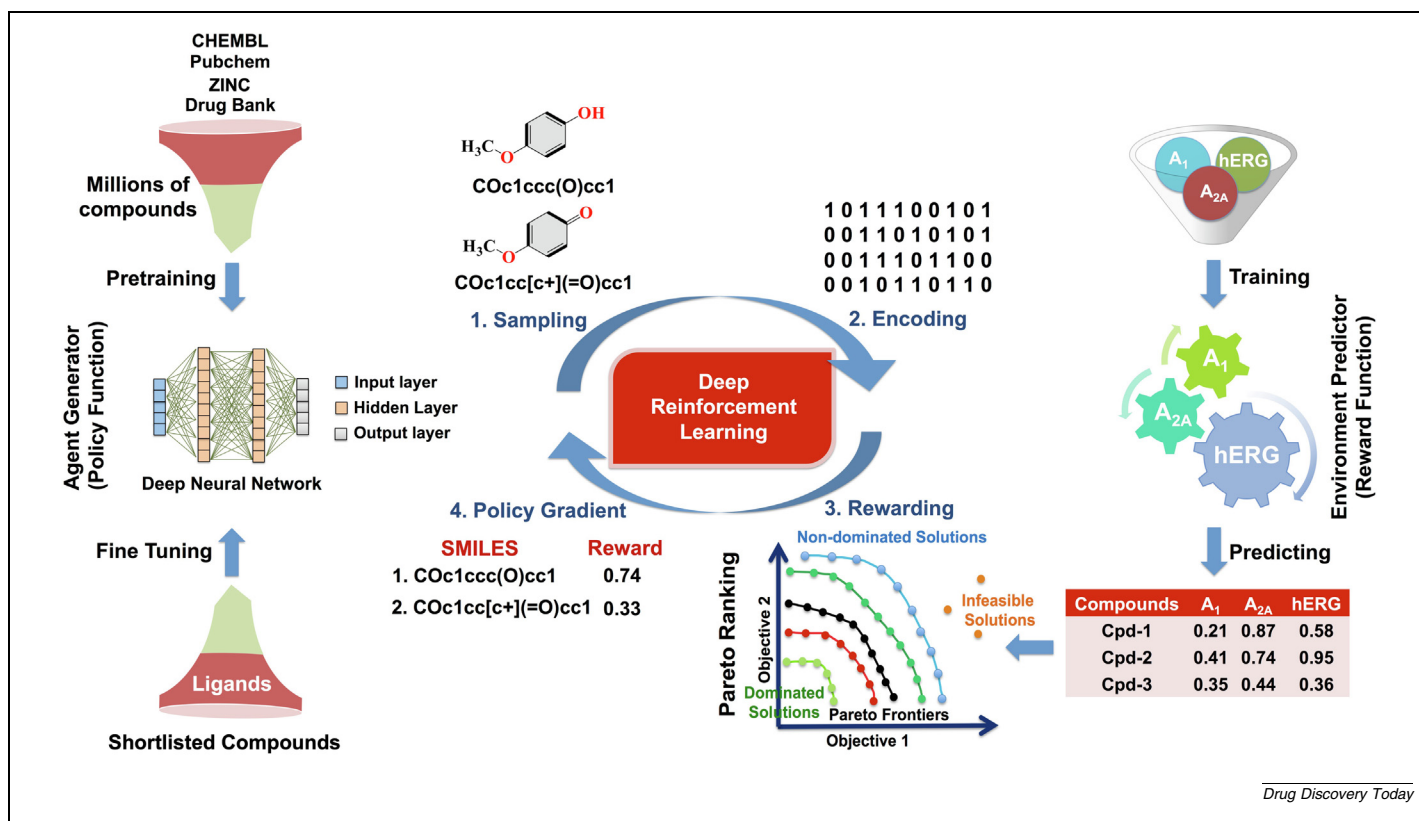 CHEMBL
Pubchem
ZINC
Drug Bank
Millions of
compounds
Pretraining
Agent Generator
(Policy Function)
Input layer
Hidden Layer
Output layer
Deep Neural Network
Fine Tuning
Ligands
Shortlisted Compounds
OH
H3C
O
COc1ccc(O)cc1
O
H3C
O
COc1cc[c+](=O)cc1
1. Sampling
1 0 1 1 1 0 0 1 0 1
0 0 1 1 0 1 0 1 0 1
0 0 1 1 1 0 1 1 0 0
0 0 1 0 1 1 0 1 1 0
2. Encoding
Deep
Reinforcement
Learning
4. Policy Gradient
SMILES Reward
1. COc1ccc(O)cc1 0.74
2. COc1cc[c+](=O)cc1 0.33
3. Rewarding
Non-dominated Solutions
Pareto Ranking
Objective 2
Infeasible
Solutions
Dominated
Solutions
Pareto Frontiers
Objective 1
A1
hERG
A2A
Training
A1
A2A
hERG
Environment Predictor
(Reward Function)
Predicting
Compounds A1 A2A hERG
Cpd-1 0.21 0.87 0.58
Cpd-2 0.41 0.74 0.95
Cpd-3 0.35 0.44 0.36
Drug Discovery Today